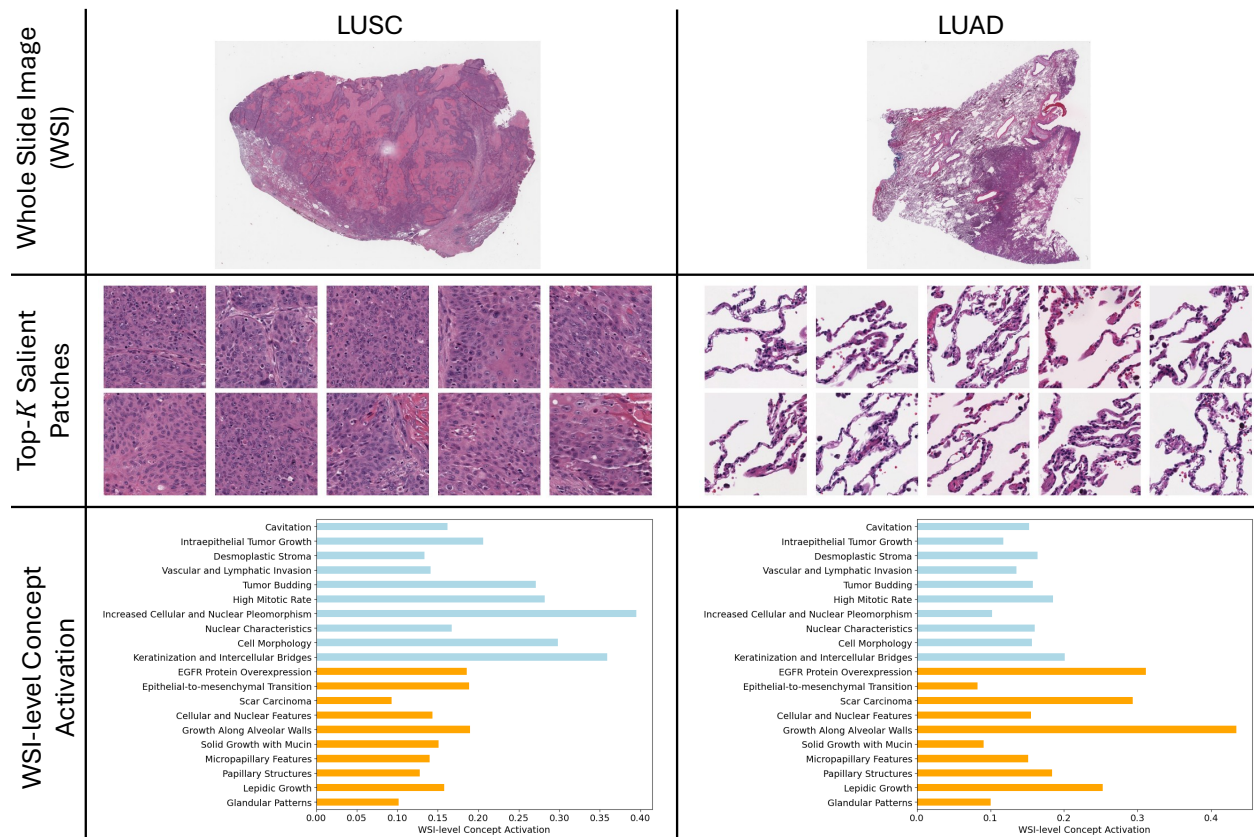 LUSC
LUAD
Whole Slide Image
(WSI)
Top-K Salient
Patches
WSI-level Concept
Activation
Cavitation
Intraepithelial Tumor Growth
Desmoplastic Stroma
Vascular and Lymphatic Invasion
Tumor Budding
High Mitotic Rate
Increased Cellular and Nuclear Pleomorphism
Nuclear Characteristics
Cell Morphology
Keratinization and Intercellular Bridges
EGFR Protein Overexpression
Epithelial-to-mesenchymal Transition
Scar Carcinoma
Cellular and Nuclear Features
Growth Along Alveolar Walls
Solid Growth with Mucin
Micropapillary Features
Papillary Structures
Lepidic Growth
Glandular Patterns
0.00 0.05 0.10 0.15 0.20 0.25 0.30 0.35 0.40
WSI-level Concept Activation
Cavitation
Intraepithelial Tumor Growth
Desmoplastic Stroma
Vascular and Lymphatic Invasion
Tumor Budding
High Mitotic Rate
Increased Cellular and Nuclear Pleomorphism
Nuclear Characteristics
Cell Morphology
Keratinization and Intercellular Bridges
EGFR Protein Overexpression
Epithelial-to-mesenchymal Transition
Scar Carcinoma
Cellular and Nuclear Features
Growth Along Alveolar Walls
Solid Growth with Mucin
Micropapillary Features
Papillary Structures
Lepidic Growth
Glandular Patterns
0.0 0.1 0.2 0.3 0.4
WSI-level Concept Activation